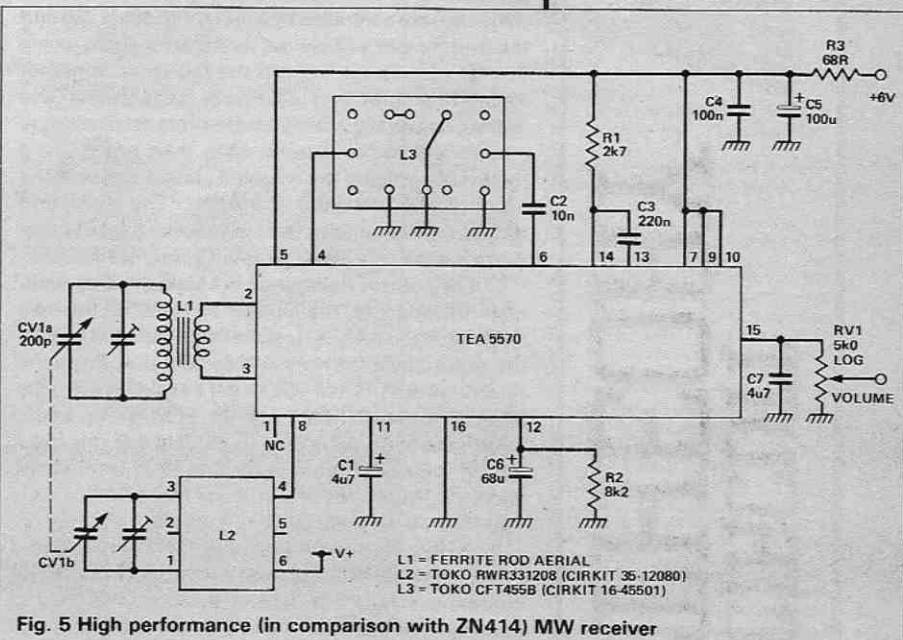 R3
68R
+6V
C4
100n
+
C5
100u
R1
2k7
L3
C2
10n
C3
220n
5
4
6
14
13
7
9
10
CV1a
200p
L1
2
3
TEA 5570
15
RV1
5k0
LOG
VOLUME
C7
4u7
1
NC
8
11
16
12
C1
4u7
+
C6
68u
+
R2
8k2
CV1b
3
2
1
L2
4
5
6
V+
L1 = FERRITE ROD AERIAL
L2 = TOKO RWR331208 (CIRKIT 35-12080)
L3 = TOKO CFT455B (CIRKIT 16-45501)
Fig. 5 High performance (in comparison with ZN414) MW receiver